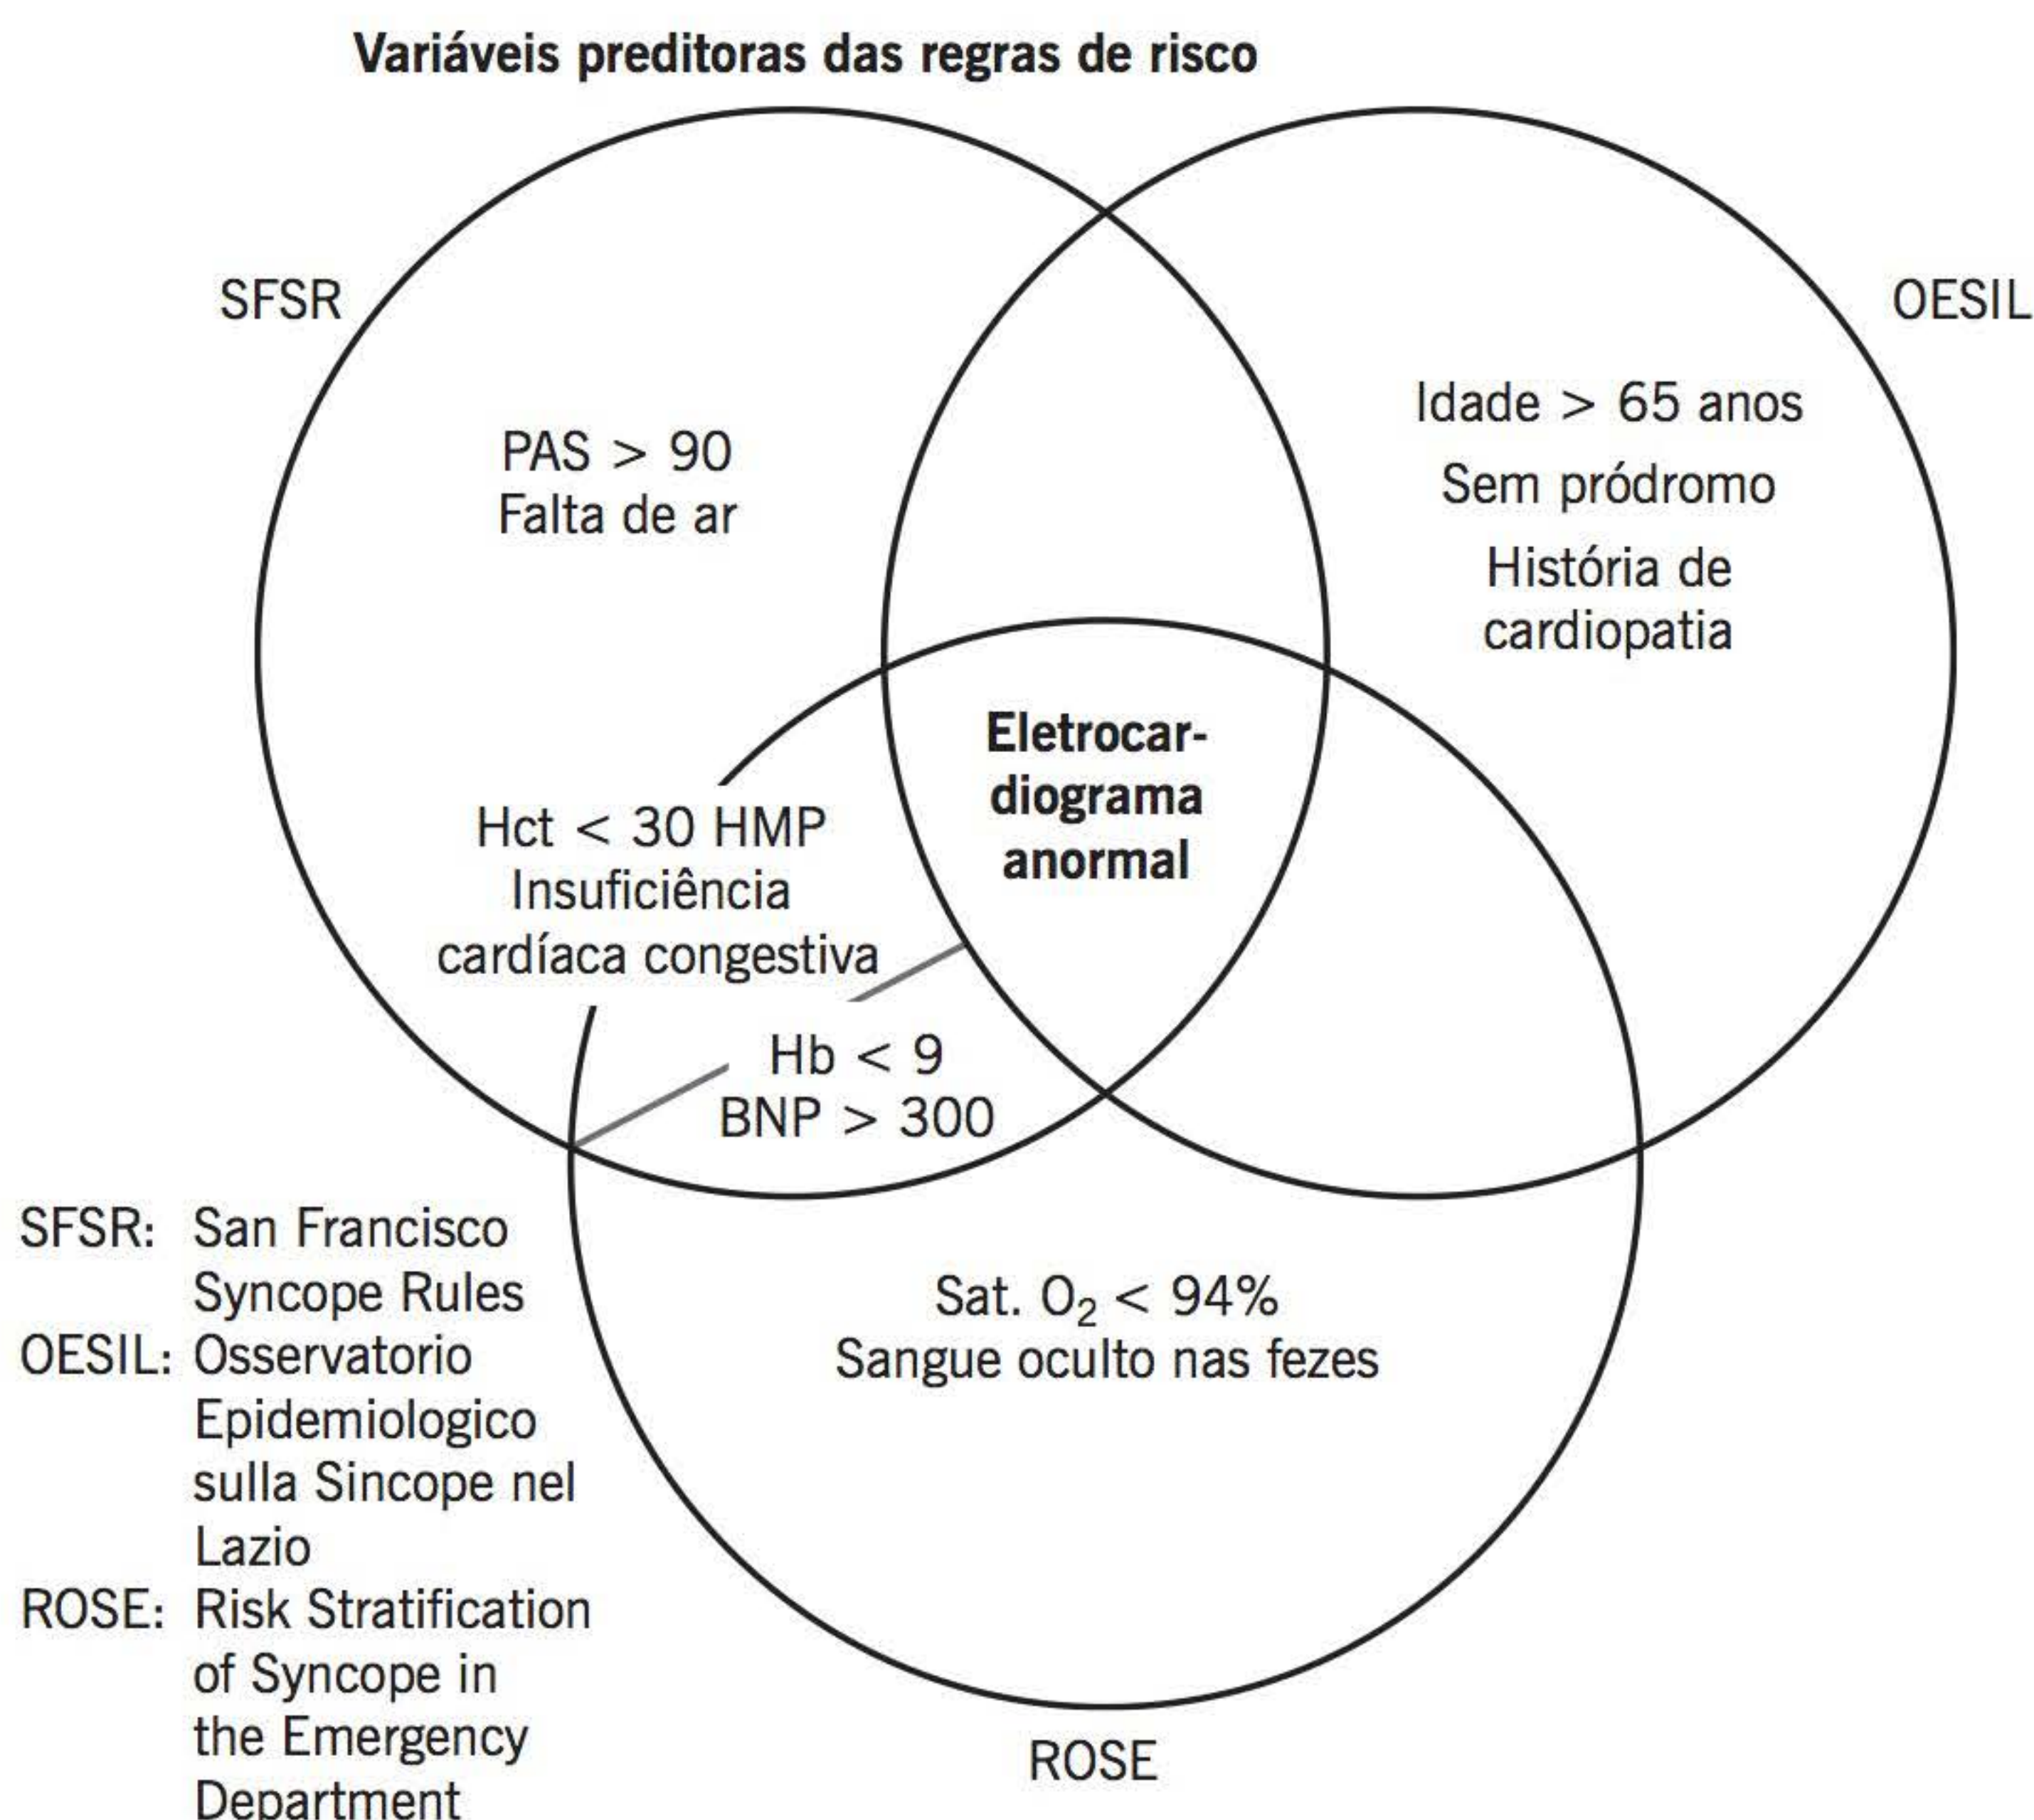 Variáveis preditoras das regras de risco
SFSR
OESIL
PAS > 90
Falta de ar
Idade > 65 anos
Sem pródromo
História de
cardiopatia
Eletrocar-
diograma
anormal
Hct < 30 HMP
Insuficiência
cardíaca congestiva
Hb < 9
BNP > 300
Sat. O₂ < 94%
Sangue oculto nas fezes
ROSE
SFSR: San Francisco
Syncope Rules
OESIL: Osservatorio
Epidemiologico
sulla Sincope nel
Lazio
ROSE: Risk Stratification
of Syncope in
the Emergency
Department